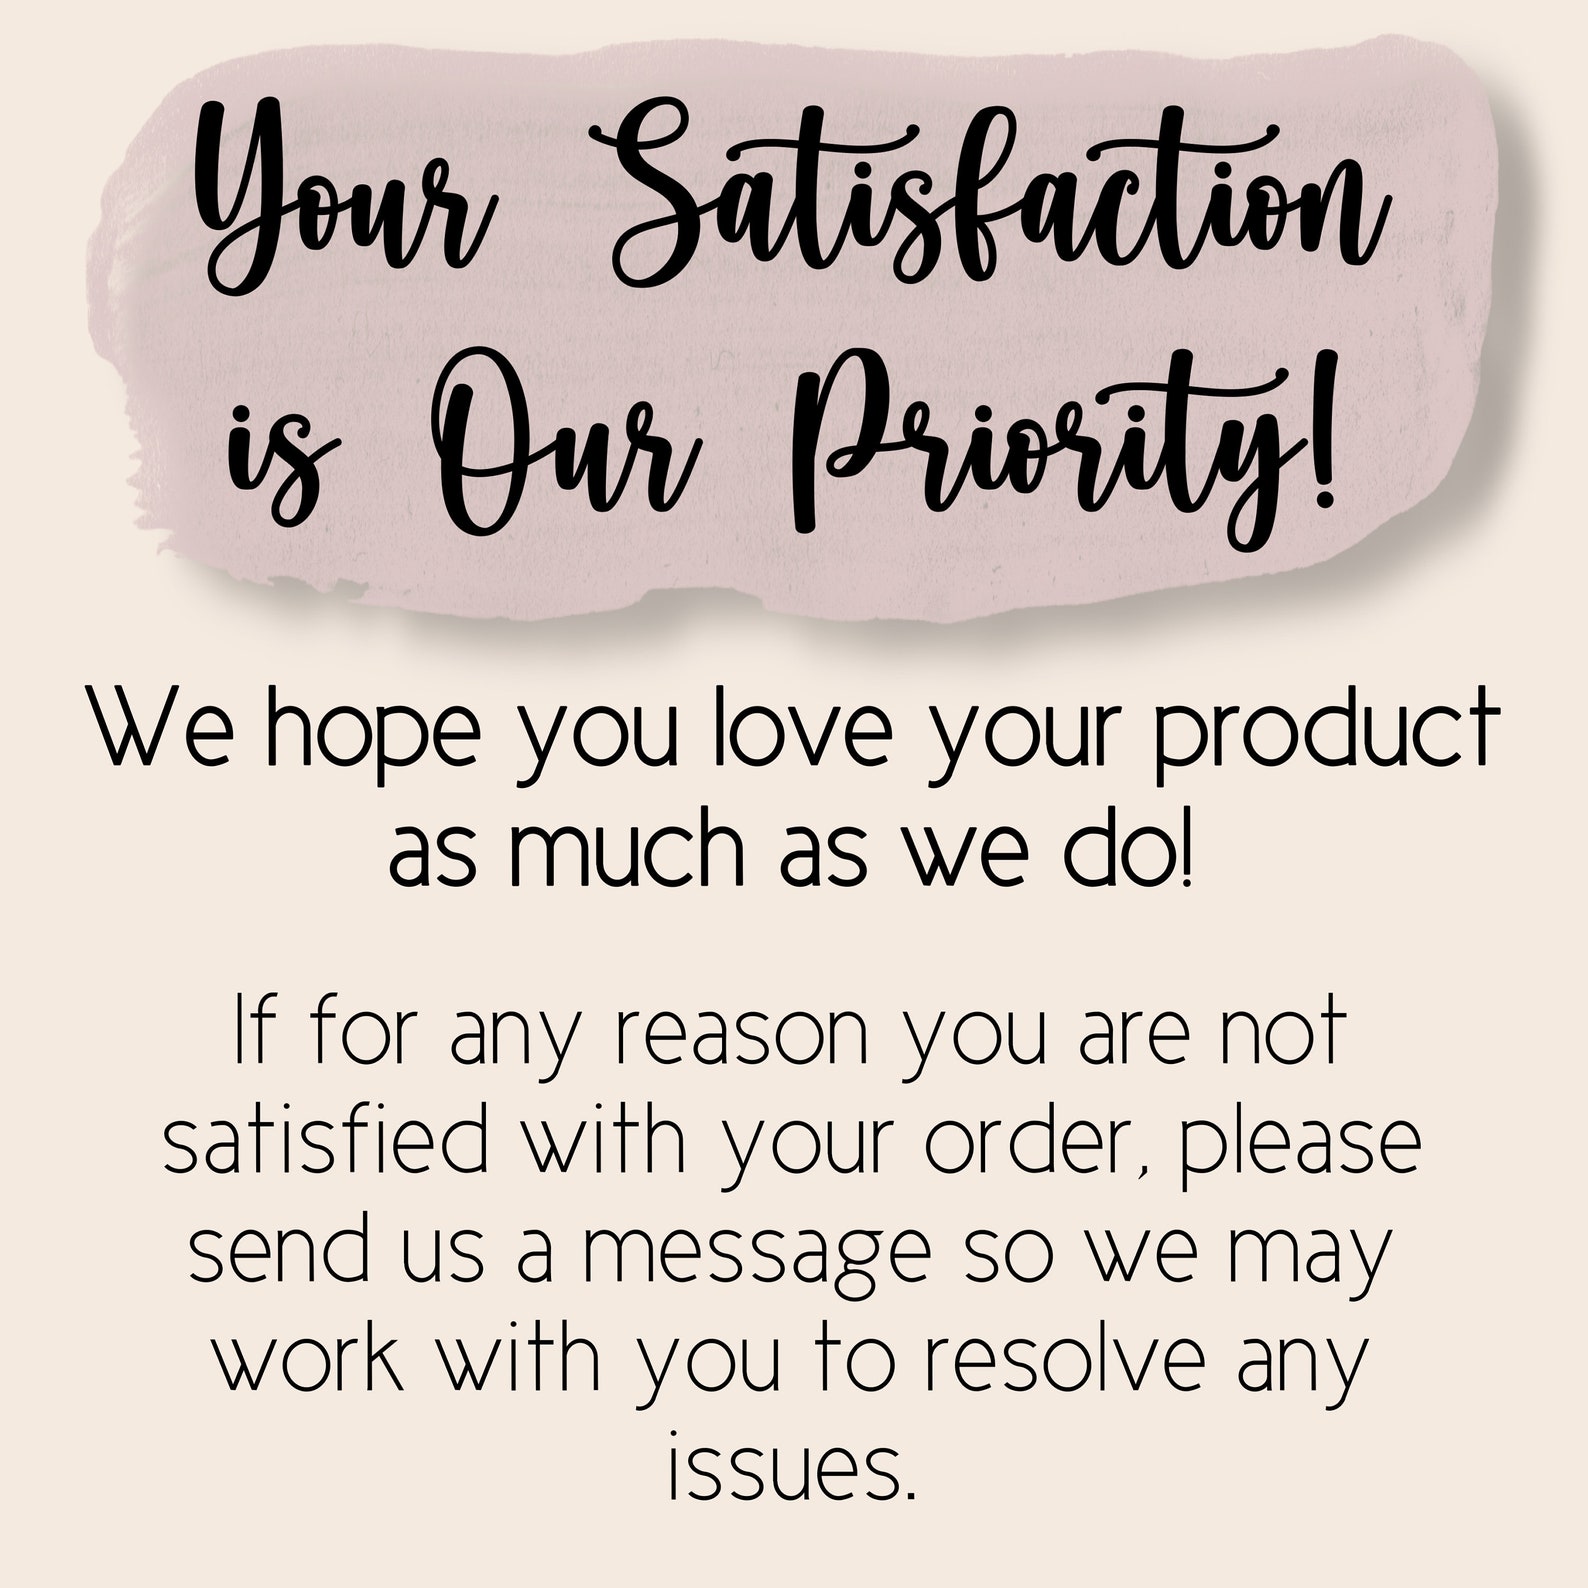 Your Satisfaction
is Our Priority!
We hope you love your product
as much as we do!
If for any reason you are not
satisfied with your order, please
send us a message so we may
work with you to resolve any
issues.